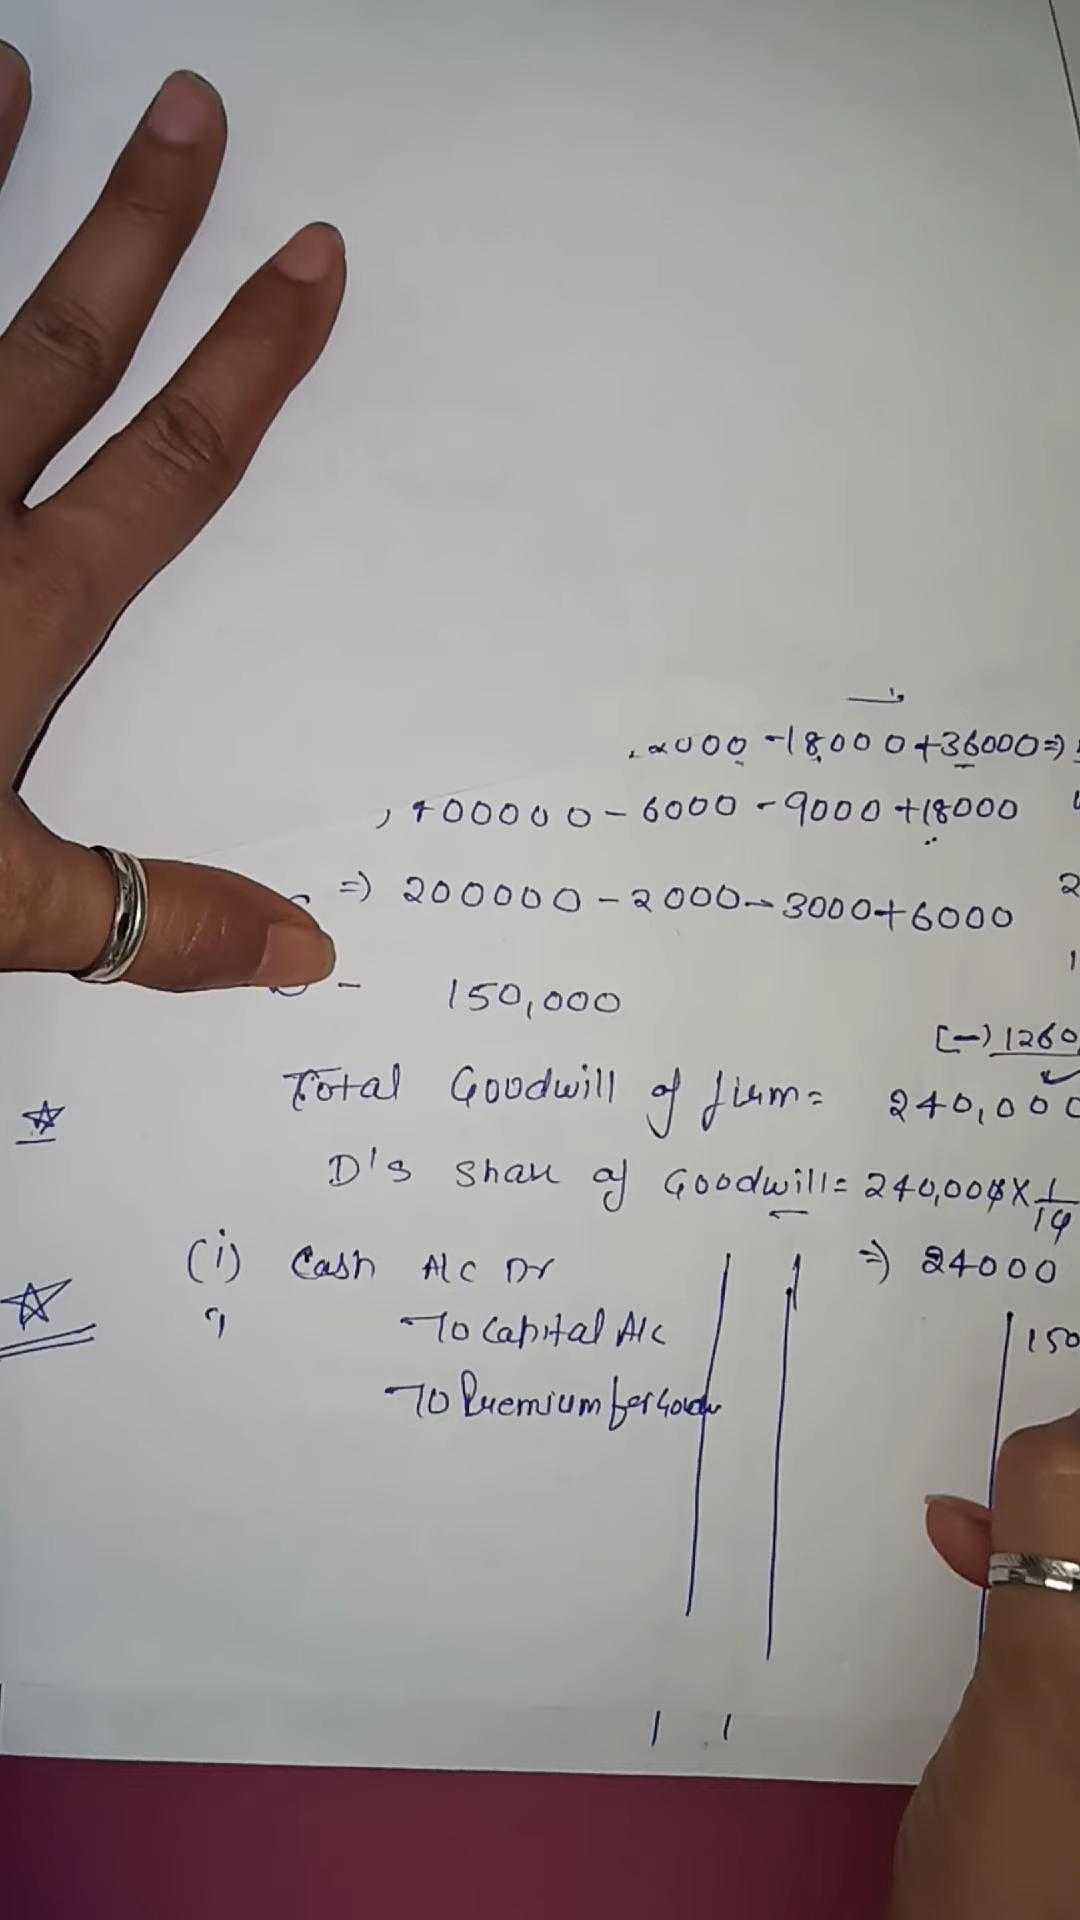 000 -18000+36000=)
400000 - 6000 - 9000 +18000
=) 200000 - 2000 - 3000+6000
- 150,000
(-) 1260
Total Goodwill of firm = 240,000
D's share of Goodwill = 240,000 X 1/10
=) 24000
(i) Cash A/c Dr
To Capital A/c 150
To Premium for Goodw